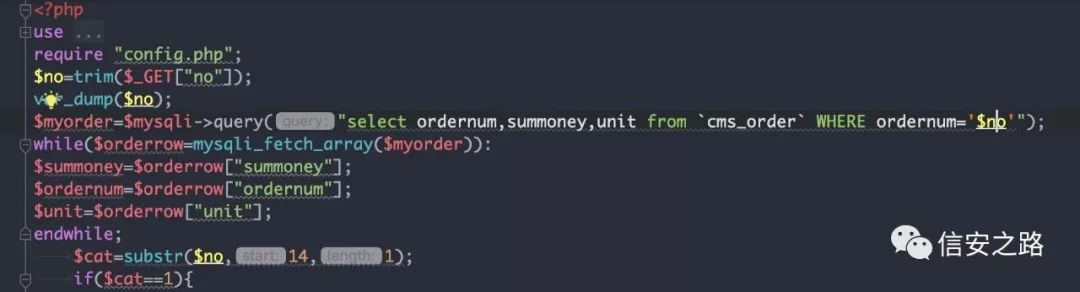 <?php
use ...
require "config.php";
$no=trim($_GET["no"]);
v  _dump($no);
$myorder=$mysqli->query( query: "select ordernum,summoney,unit from `cms_order` WHERE ordernum='$no'");
while($orderrow=mysqli_fetch_array($myorder)):
$summoney=$orderrow["summoney"];
$ordernum=$orderrow["ordernum"];
$unit=$orderrow["unit"];
endwhile;
$cat=substr($no, start: 14, length: 1);
if($cat==1){
信安之路